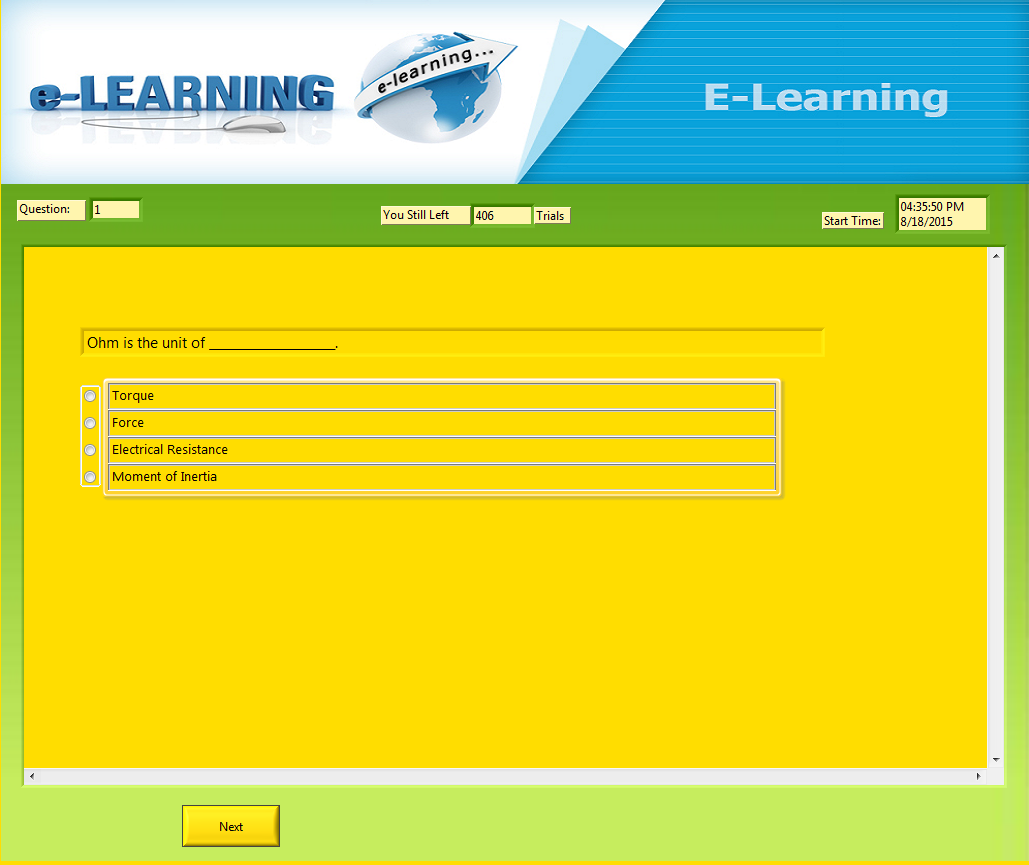 e-LEARNING
e-learning...
E-Learning
Question:
1
You Still Left
406
Trials
Start Time:
04:35:50 PM
8/18/2015
Ohm is the unit of __________________.
Torque
Force
Electrical Resistance
Moment of Inertia
Next